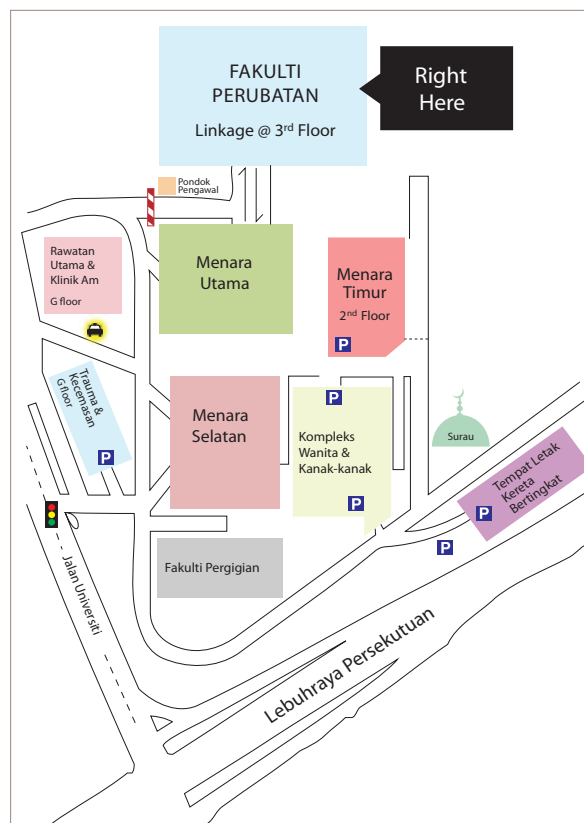 FAKULTI
PERUBATAN
Linkage @ 3rd Floor
Right
Here
Pondok
Pengawal
Rawatan
Utama &
Klinik Am
G floor
Menara
Utama
Menara
Timur
2nd Floor
P
Trauma &
Kecemasan
G floor
P
Menara
Selatan
P
Kompleks
Wanita &
Kanak-kanak
P
Surau
Tempat Letak
Kereta
Bertingkat
P
P
Fakulti Pergigian
Jalan Universiti
Lebuhraya Persekutuan